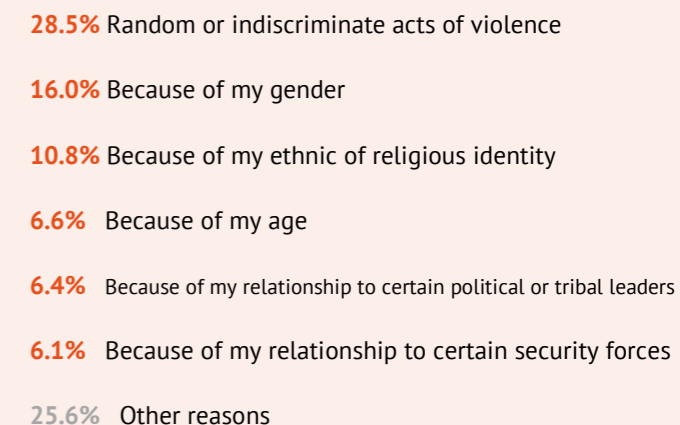 28.5% Random or indiscriminate acts of violence
16.0% Because of my gender
10.8% Because of my ethnic of religious identity
6.6% Because of my age
6.4% Because of my relationship to certain political or tribal leaders
6.1% Because of my relationship to certain security forces
25.6% Other reasons